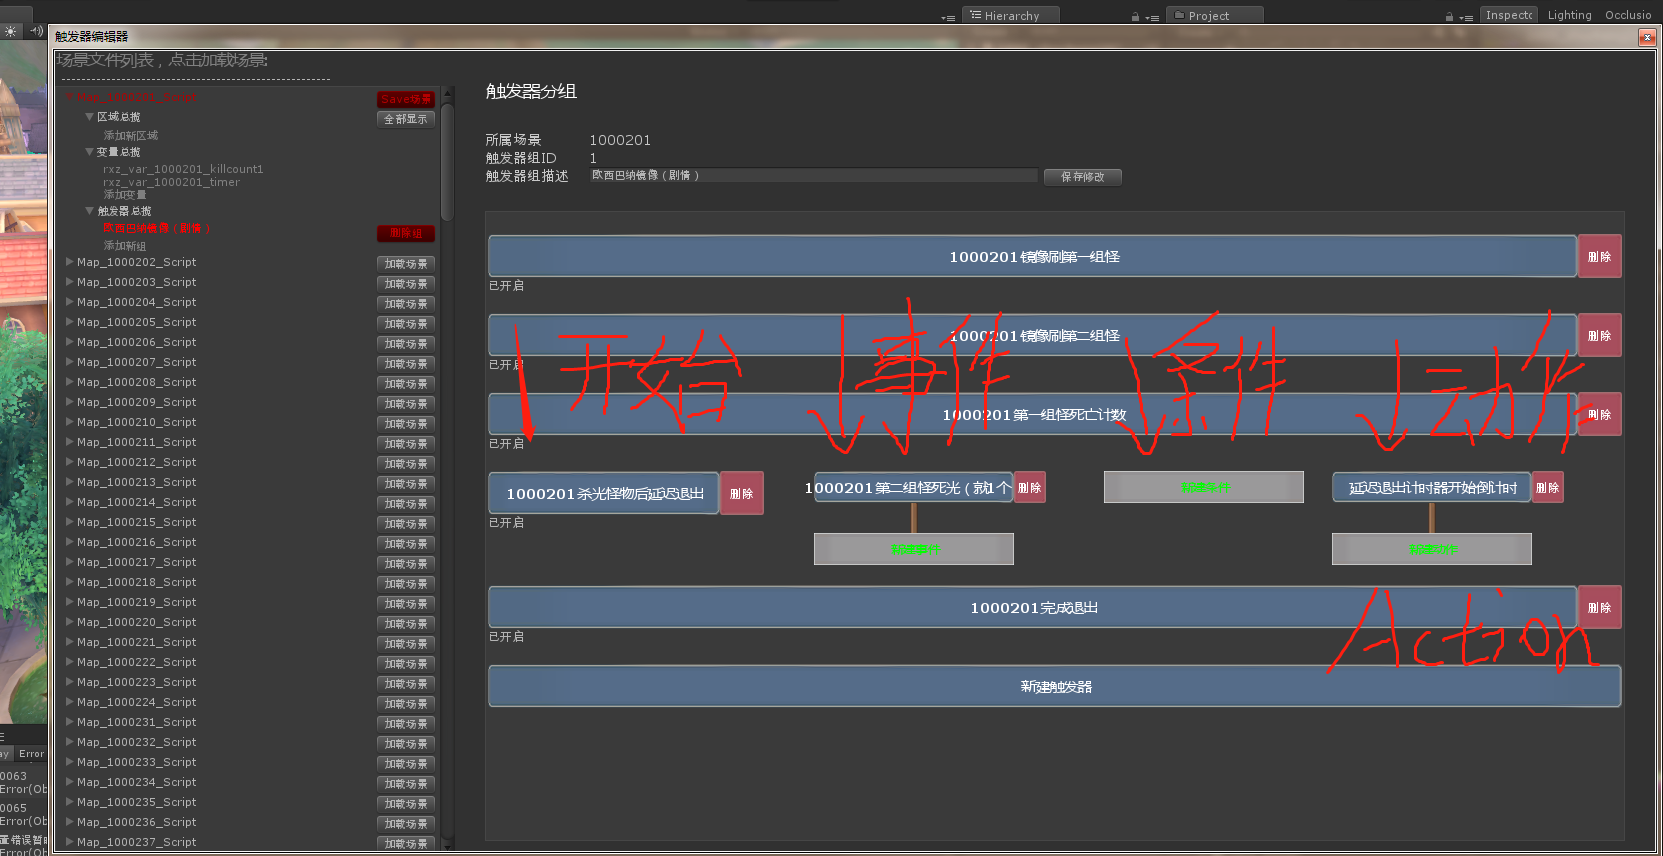 Hierarchy
Project
Inspecto
Lighting
Occlusio
触发器编辑器
场景文件列表，点击加载场景:
Map_1000201_Script
Save场景
区域总揽
全部显示
添加新区域
变量总揽
rxz_var_1000201_killcount1
rxz_var_1000201_timer
添加变量
触发器总揽
欧西巴纳镜像（剧情）
删除组
添加新组
Map_1000202_Script 加载场景
Map_1000203_Script 加载场景
Map_1000204_Script 加载场景
Map_1000205_Script 加载场景
Map_1000206_Script 加载场景
Map_1000207_Script 加载场景
Map_1000208_Script 加载场景
Map_1000209_Script 加载场景
Map_1000210_Script 加载场景
Map_1000211_Script 加载场景
Map_1000212_Script 加载场景
Map_1000213_Script 加载场景
Map_1000214_Script 加载场景
Map_1000215_Script 加载场景
Map_1000216_Script 加载场景
Map_1000217_Script 加载场景
Map_1000218_Script 加载场景
Map_1000219_Script 加载场景
Map_1000220_Script 加载场景
Map_1000221_Script 加载场景
Map_1000222_Script 加载场景
Map_1000223_Script 加载场景
Map_1000224_Script 加载场景
Map_1000231_Script 加载场景
Map_1000232_Script 加载场景
Map_1000233_Script 加载场景
Map_1000234_Script 加载场景
Map_1000235_Script 加载场景
Map_1000236_Script 加载场景
Map_1000237_Script 加载场景
触发器分组
所属场景 1000201
触发器组ID 1
触发器组描述 欧西巴纳镜像（剧情） 保存修改
1000201镜像刷第一组怪 删除
已开启
1000201镜像刷第二组怪 删除
已开启
开始 事件 条件 动作
1000201第一组怪死亡计数 删除
已开启
1000201杀光怪物后延迟退出 删除
1000201第二组怪死光（就1个 删除
延迟退出计时器开始倒计时 删除
已开启
1000201完成退出 删除
已开启
Action
新建触发器
ay Error
0063
Error(Ob
0065
Error(Ob
置错误暂
Error(Ob